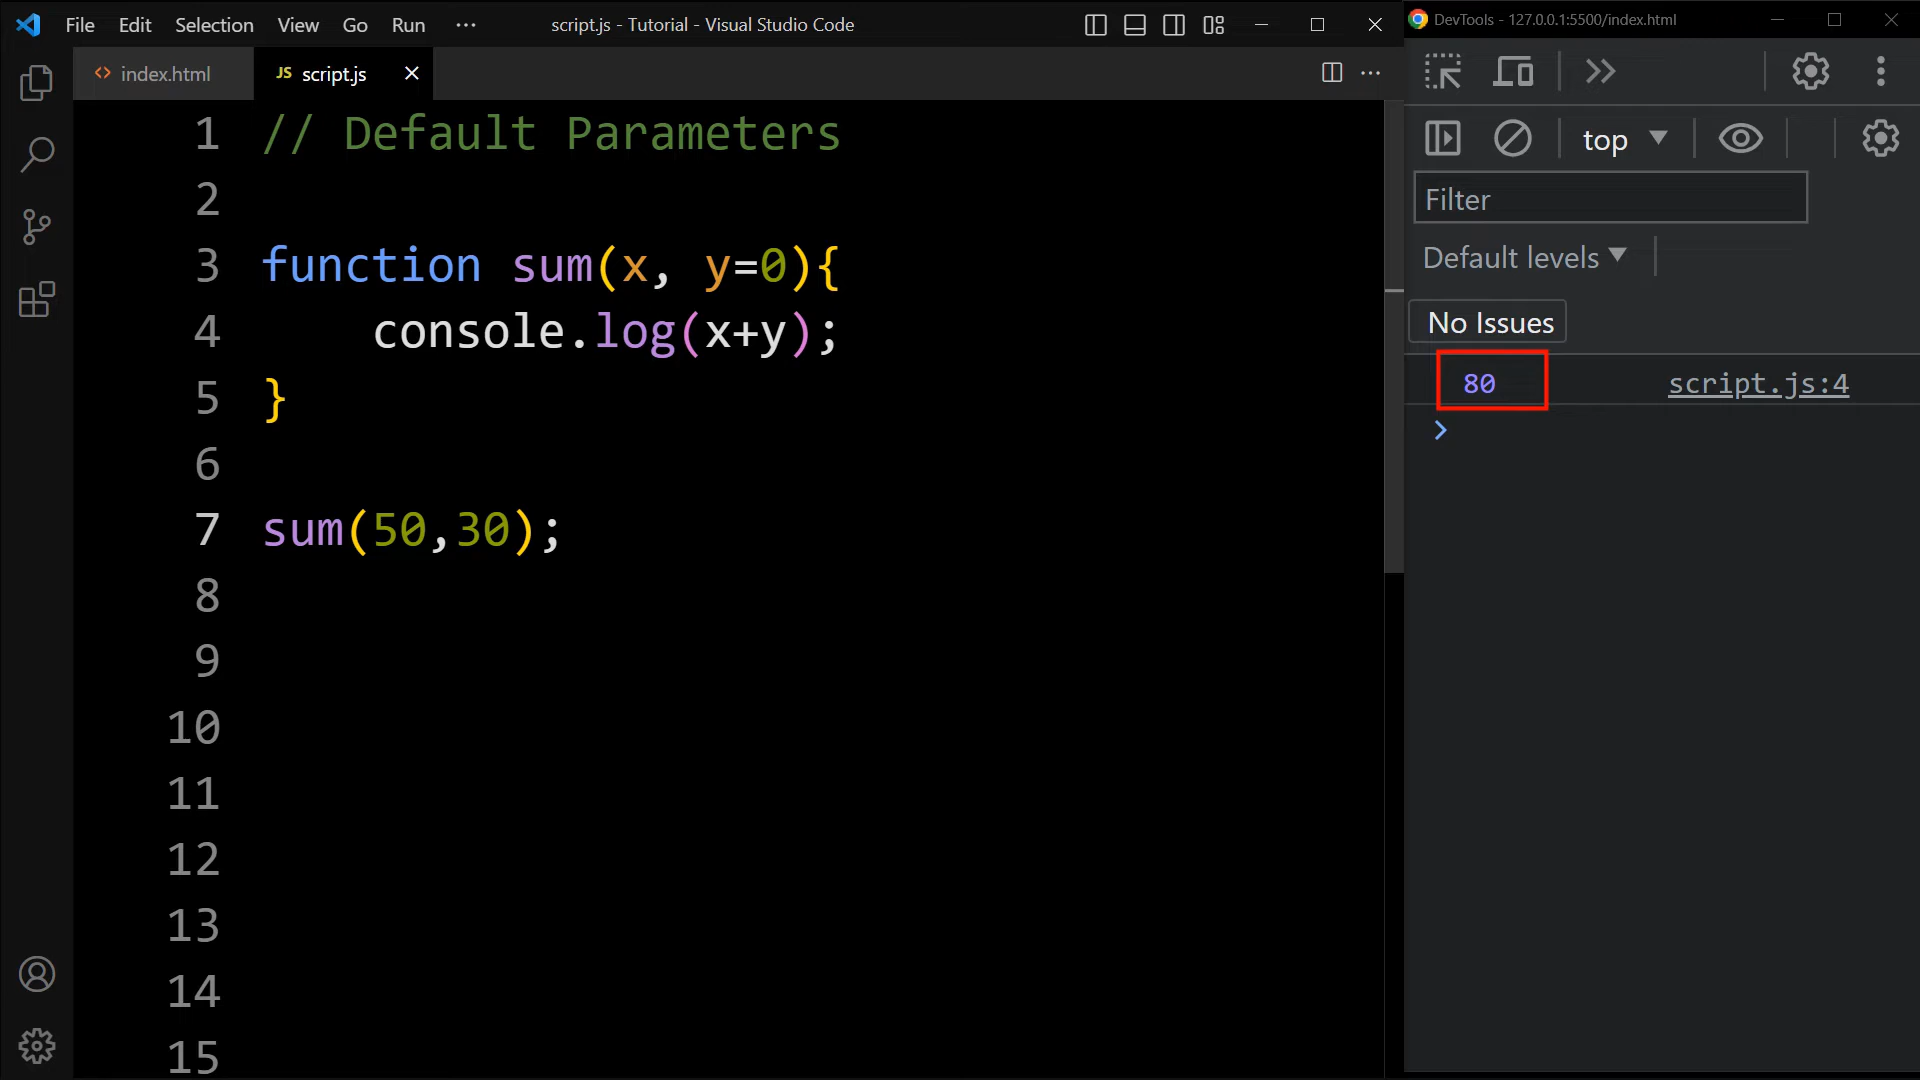 File Edit Selection View Go Run ··· script.js - Tutorial - Visual Studio Code
<> index.html JS script.js
1 // Default Parameters
2
3 function sum(x, y=0){
4 console.log(x+y);
5 }
6
7 sum(50,30);
8
9
10
11
12
13
14
15
DevTools - 127.0.0.1:5500/index.html
top
Filter
Default levels
No Issues
80 script.js:4